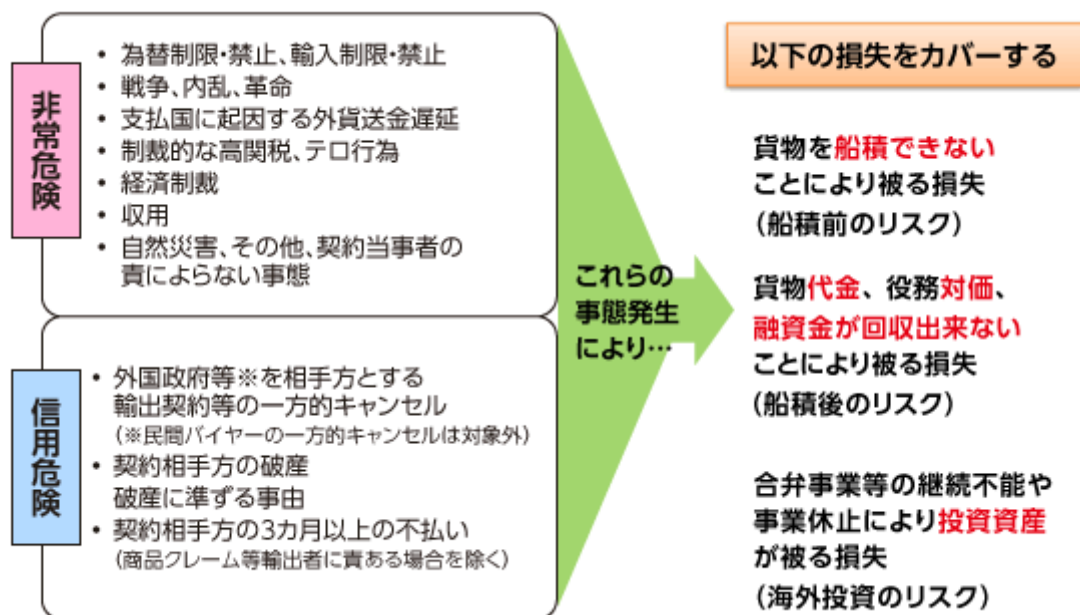 非常危険
・為替制限・禁止、輸入制限・禁止
・戦争、内乱、革命
・支払国に起因する外貨送金遅延
・制裁的な高関税、テロ行為
・経済制裁
・収用
・自然災害、その他、契約当事者の
責によらない事態
信用危険
・外国政府等※を相手方とする
輸出契約等の一方的キャンセル
(※民間バイヤーの一方的キャンセルは対象外)
・契約相手方の破産
破産に準ずる事由
・契約相手方の3カ月以上の不払い
(商品クレーム等輸出者に責ある場合を除く)
これらの
事態発生
により…
以下の損失をカバーする
貨物を船積できない
ことにより被る損失
(船積前のリスク)
貨物代金、役務対価、
融資金が回収出来ない
ことにより被る損失
(船積後のリスク)
合弁事業等の継続不能や
事業休止により投資資産
が被る損失
(海外投資のリスク)